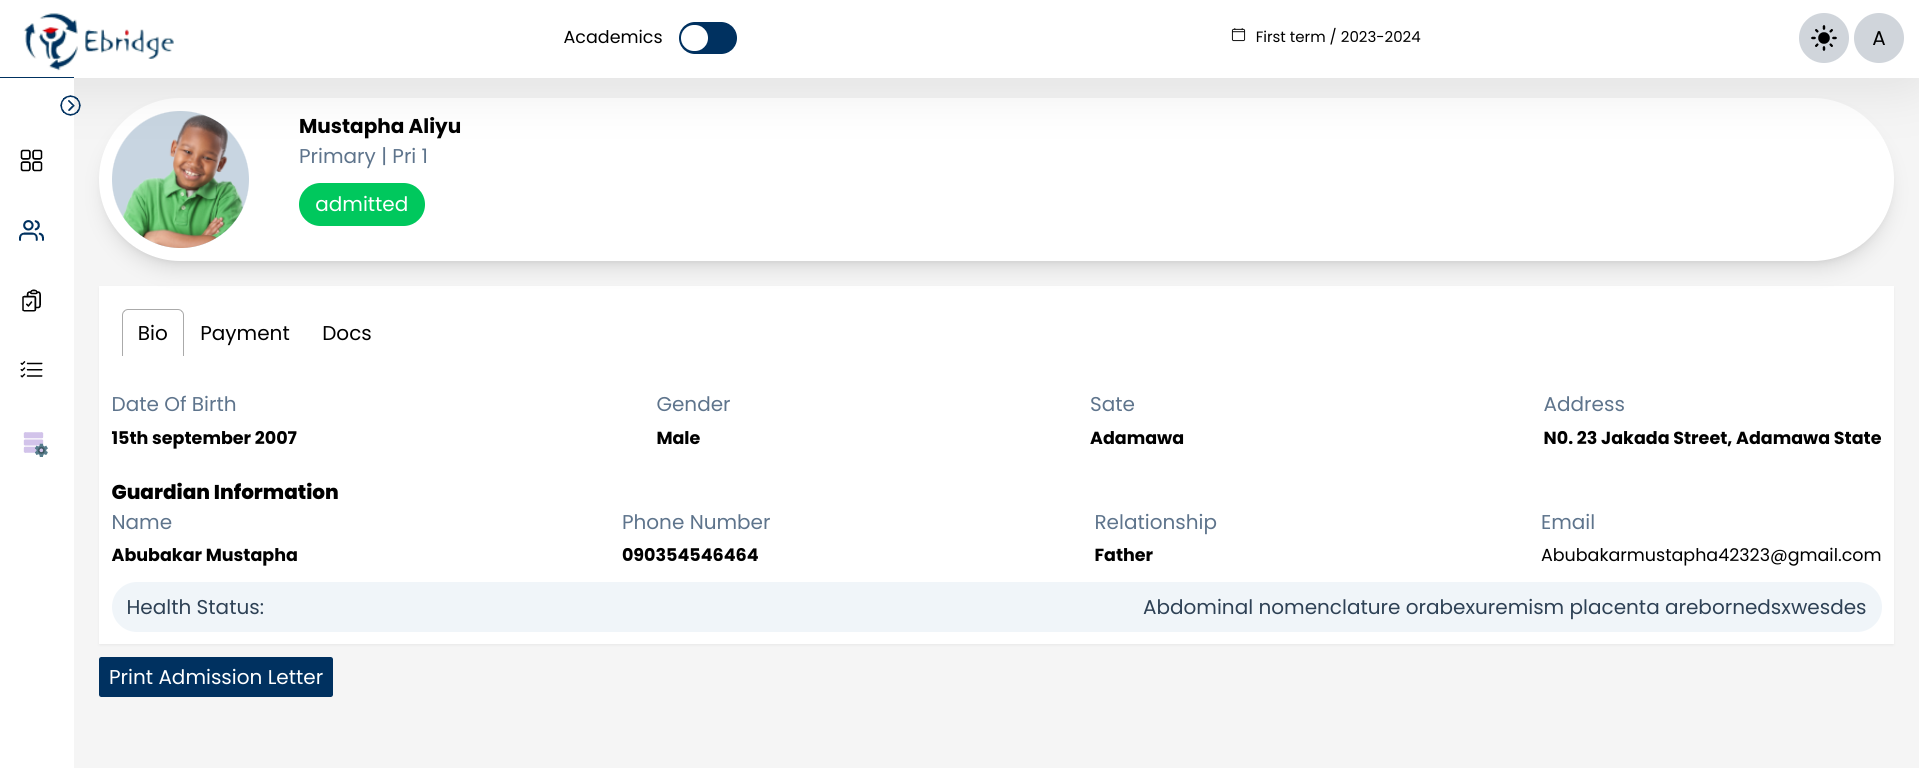 Ebridge
Academics
First term / 2023-2024
A
Mustapha Aliyu
Primary | Pri 1
admitted
Bio Payment Docs
Date Of Birth Gender Sate Address
15th september 2007 Male Adamawa N0. 23 Jakada Street, Adamawa State
Guardian Information
Name Phone Number Relationship Email
Abubakar Mustapha 090354546464 Father Abubakarmustapha42323@gmail.com
Health Status: Abdominal nomenclature orabexuremism placenta arebornedsxwesdes
Print Admission Letter